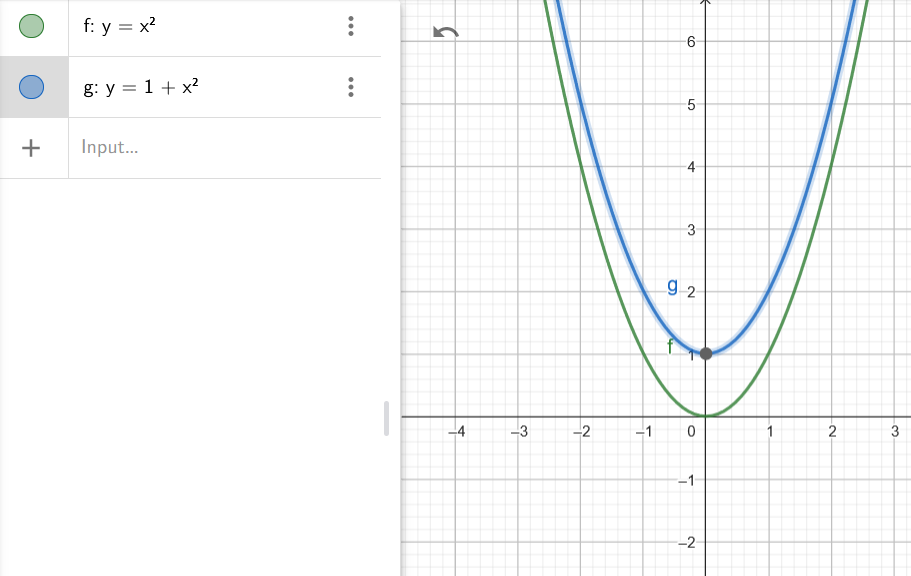 f: y = x²
g: y = 1 + x²
+ Input...
6
5
4
3
g 2
f 1
–4 –3 –2 –1 0 1 2 3
–1
–2